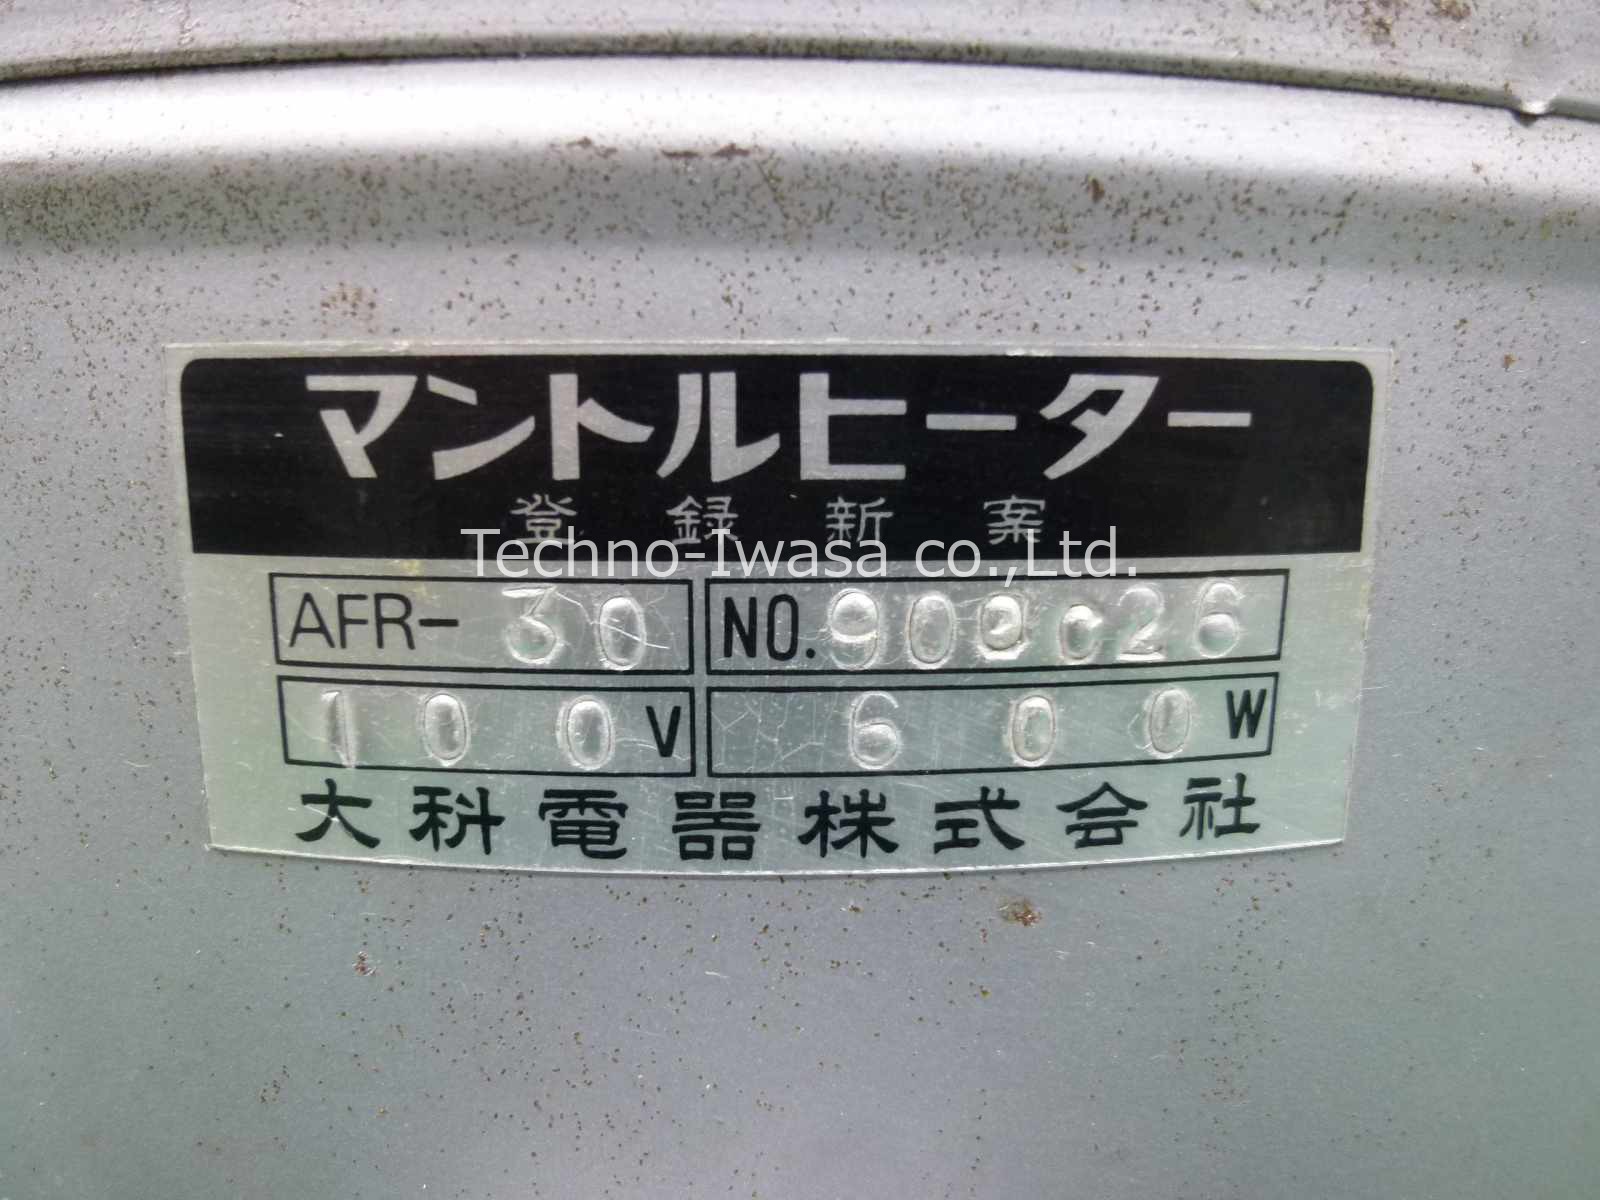 マントルヒーター
登録新案
Techno-Iwasa co.,Ltd.
AFR-30 NO.900026
100V 600W
大科電器株式会社